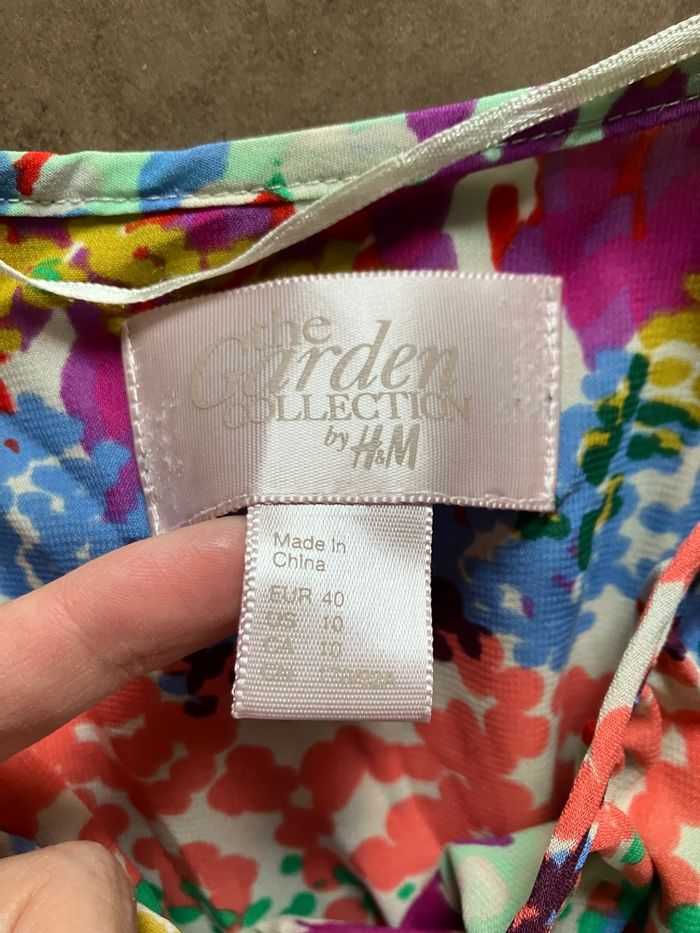 the
Garden
COLLECTION
by H&M
Made in
China
EUR 40
US 10
CA 10